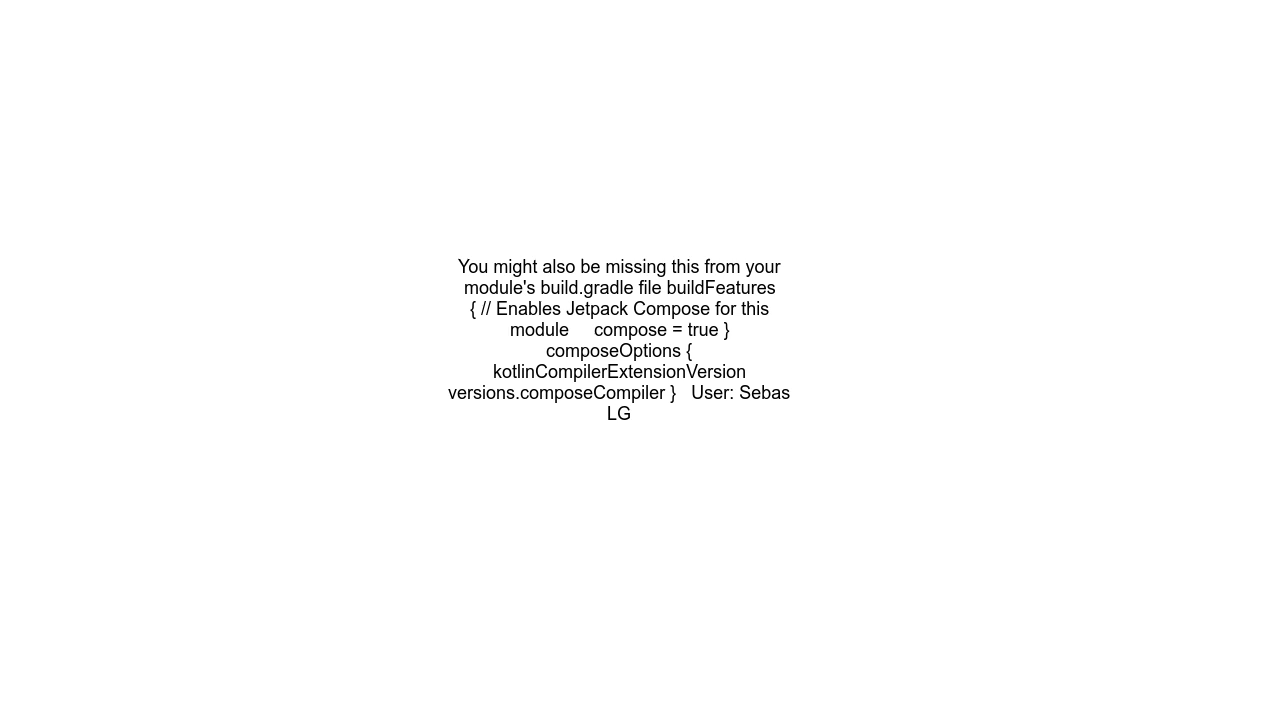 You might also be missing this from your
module's build.gradle file buildFeatures
{ // Enables Jetpack Compose for this
module     compose = true }
composeOptions {
kotlinCompilerExtensionVersion
versions.composeCompiler }   User: Sebas
LG